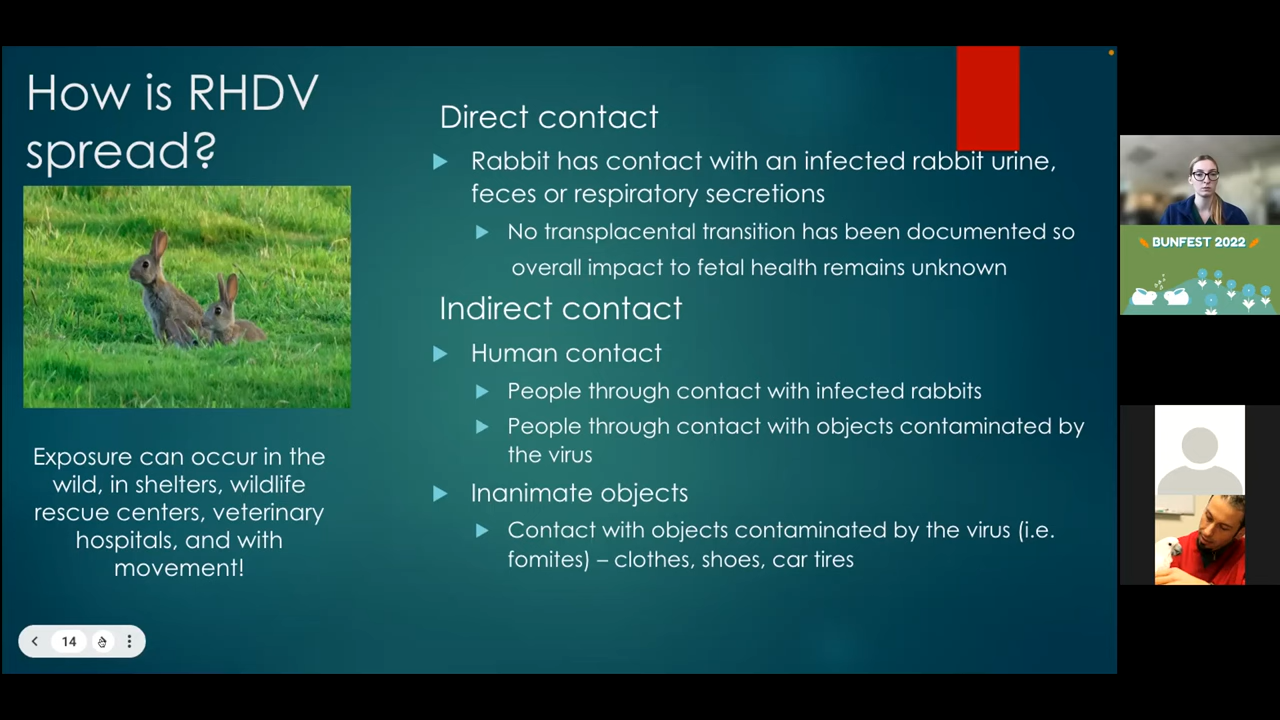 How is RHDV
spread?
Exposure can occur in the
wild, in shelters, wildlife
rescue centers, veterinary
hospitals, and with
movement!
14
Direct contact
Rabbit has contact with an infected rabbit urine,
feces or respiratory secretions
No transplacental transition has been documented so
overall impact to fetal health remains unknown
Indirect contact
Human contact
People through contact with infected rabbits
People through contact with objects contaminated by
the virus
Inanimate objects
Contact with objects contaminated by the virus (i.e.
fomites) – clothes, shoes, car tires
BUNFEST 2022